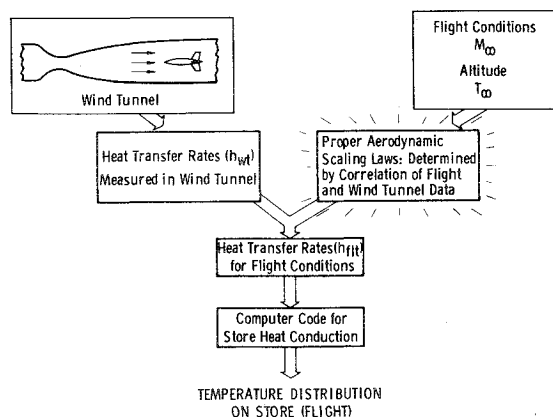 Wind Tunnel
Flight Conditions
M∞
Altitude
T∞
Heat Transfer Rates (hwt)
Measured in Wind Tunnel
Proper Aerodynamic
Scaling Laws: Determined
by Correlation of Flight
and Wind Tunnel Data
Heat Transfer Rates(hflt)
for Flight Conditions
Computer Code for
Store Heat Conduction
TEMPERATURE DISTRIBUTION
ON STORE (FLIGHT)